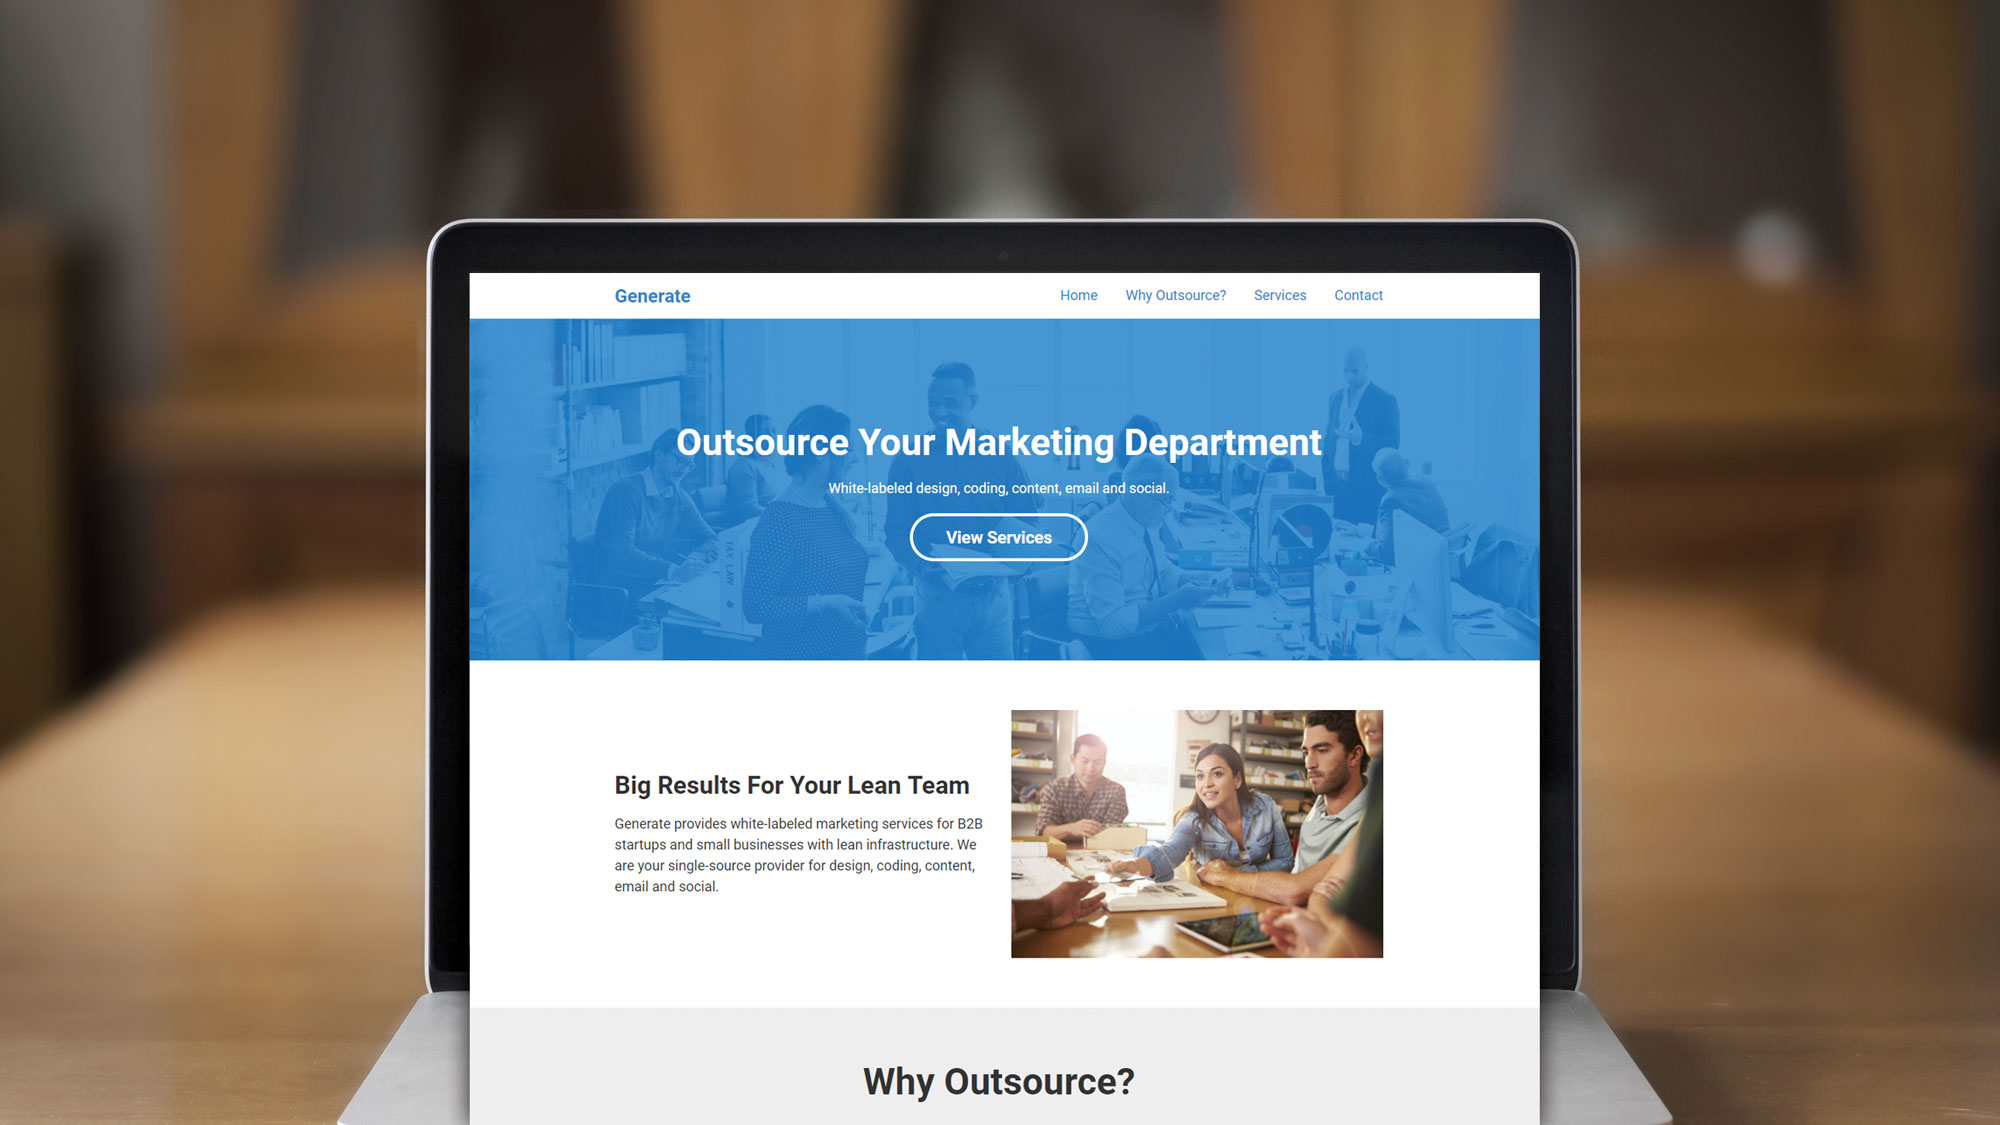 Generate
Home Why Outsource? Services Contact
Outsource Your Marketing Department
White-labeled design, coding, content, email and social.
View Services
TAX LAW
Big Results For Your Lean Team
Generate provides white-labeled marketing services for B2B
startups and small businesses with lean infrastructure. We
are your single-source provider for design, coding, content,
email and social.
Why Outsource?